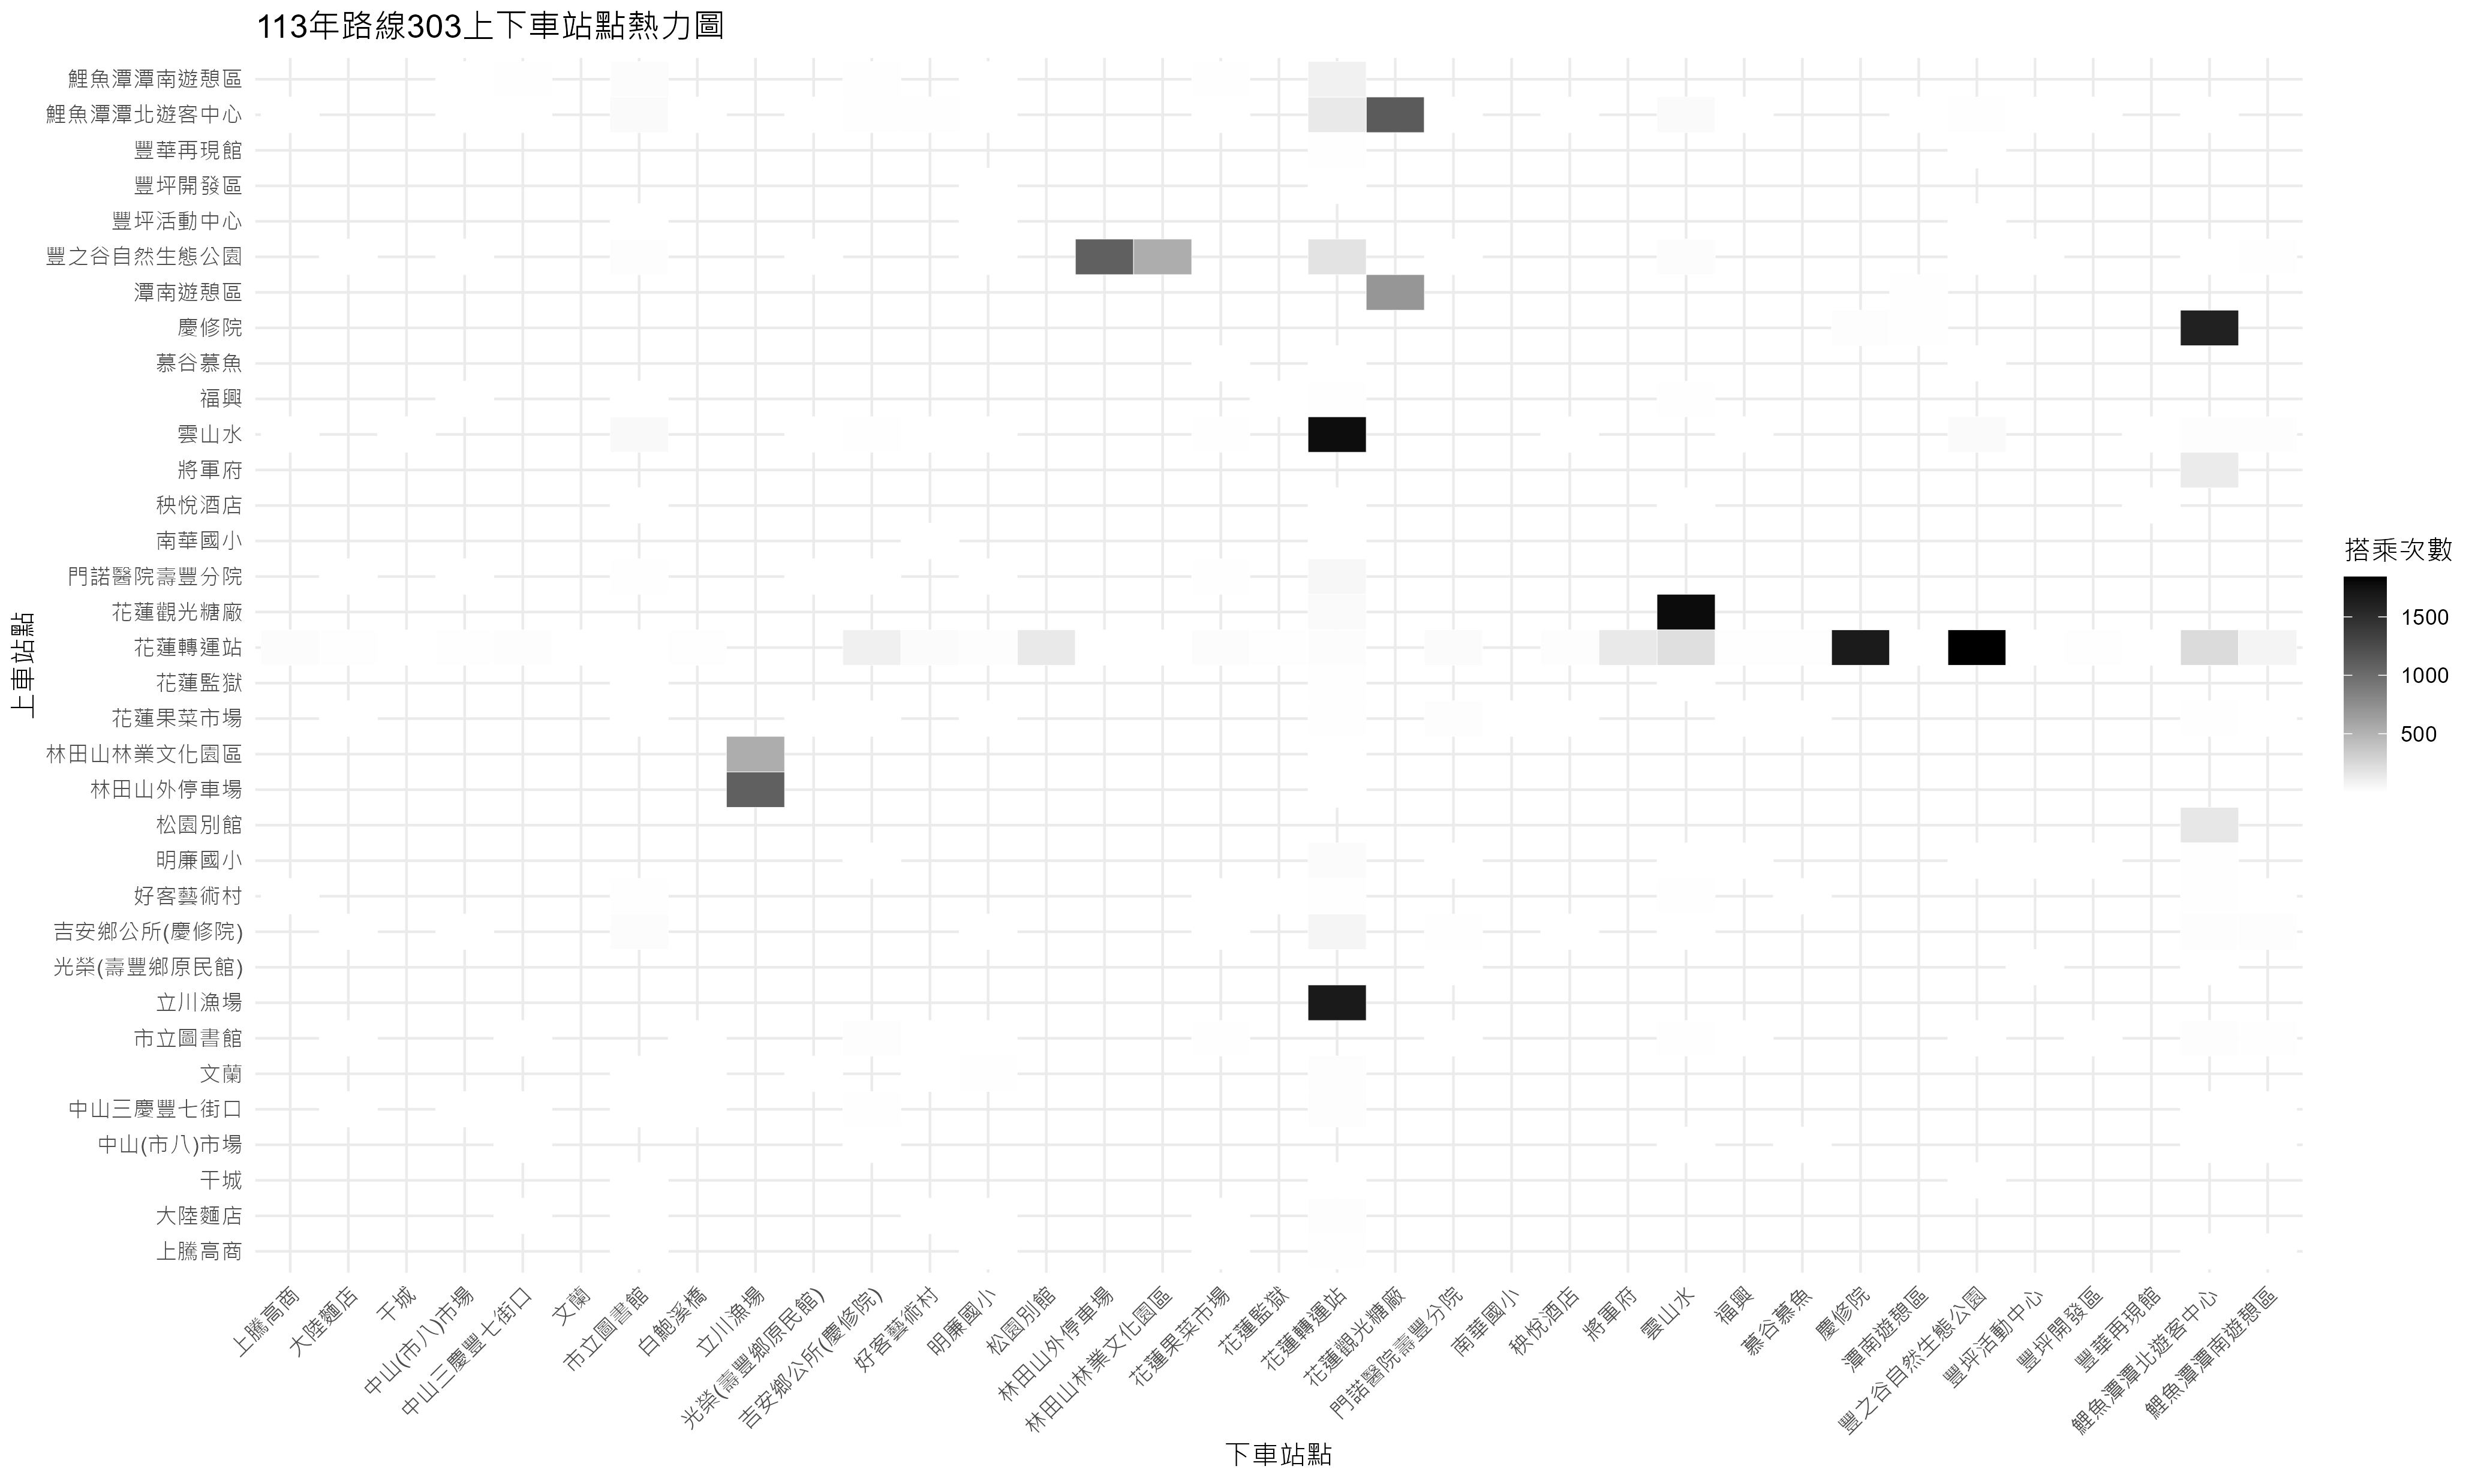 113年路線303上下車站點熱力圖
上車站點
鯉魚潭潭南遊憩區
鯉魚潭潭北遊客中心
豐華再現館
豐坪開發區
豐坪活動中心
豐之谷自然生態公園
潭南遊憩區
慶修院
慕谷慕魚
福興
雲山水
將軍府
秧悅酒店
南華國小
門諾醫院壽豐分院
花蓮觀光糖廠
花蓮轉運站
花蓮監獄
花蓮果菜市場
林田山林業文化園區
林田山外停車場
松園別館
明廉國小
好客藝術村
吉安鄉公所(慶修院)
光榮(壽豐鄉原民館)
立川漁場
市立圖書館
文蘭
中山三慶豐七街口
中山(市八)市場
干城
大陸麵店
上騰高商
上騰高商
大陸麵店
干城
中山(市八)市場
中山三慶豐七街口
文蘭
市立圖書館
白鮑溪橋
立川漁場
光榮(壽豐鄉原民館)
吉安鄉公所(慶修院)
好客藝術村
明廉國小
松園別館
林田山外停車場
林田山林業文化園區
花蓮果菜市場
花蓮監獄
花蓮轉運站
花蓮觀光糖廠
門諾醫院壽豐分院
南華國小
秧悅酒店
將軍府
雲山水
福興
慕谷慕魚
慶修院
潭南遊憩區
豐之谷自然生態公園
豐坪活動中心
豐坪開發區
豐華再現館
鯉魚潭潭北遊客中心
鯉魚潭潭南遊憩區
下車站點
搭乘次數
1500
1000
500